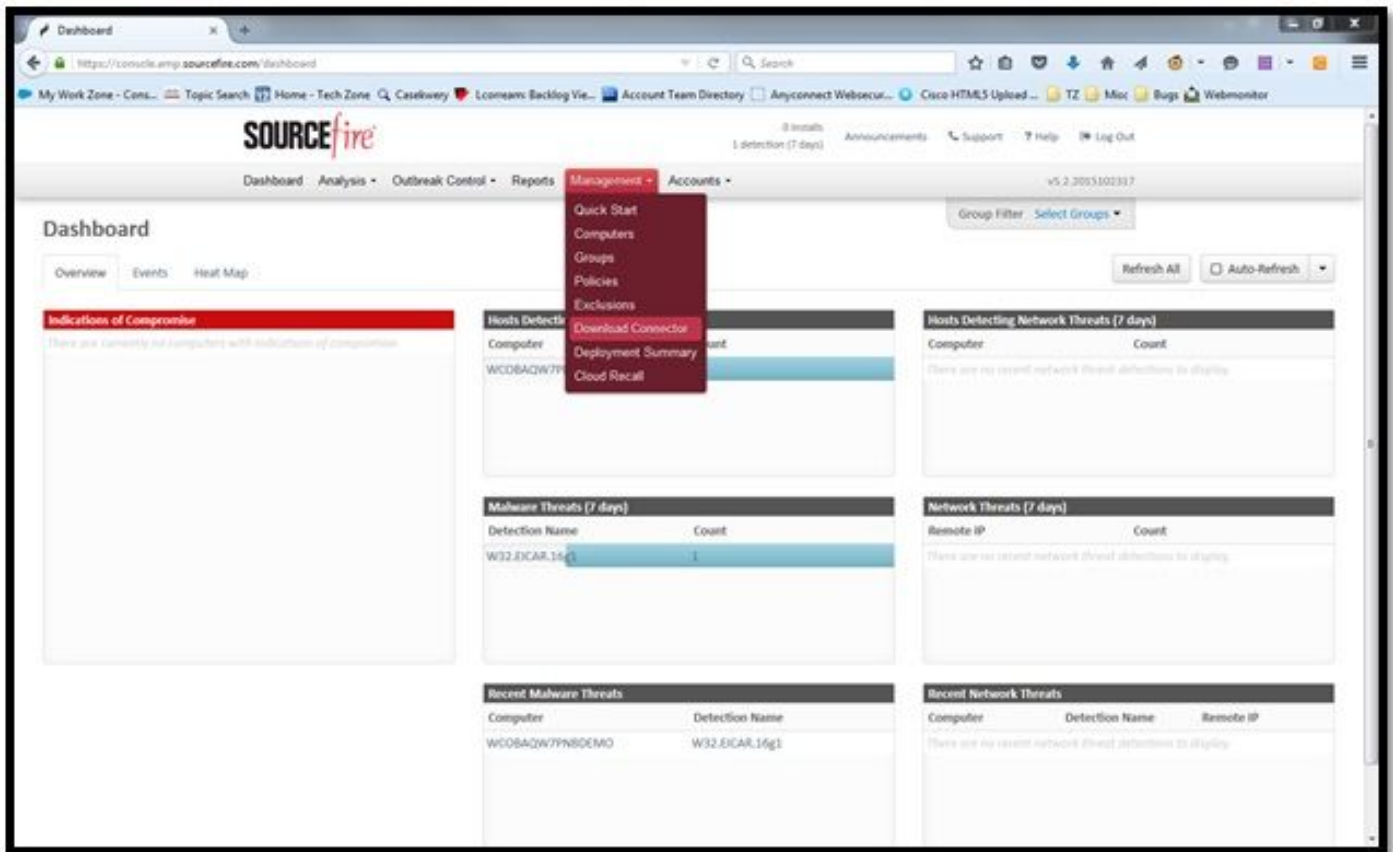 Dashboard
https://console.amp.sourcefire.com/dashboard
Search
My Work Zone - Cons... Topic Search Home - Tech Zone Casekwery Lconeams Backlog Vie... Account Team Directory Anyconnect Websecur... Cisco HTML5 Upload ... TZ Misc Bugs Webmonitor
SOURCEfire
0 installs
1 detection (7 days)
Announcements Support ? Help Log Out
Dashboard Analysis Outbreak Control Reports Management Accounts
v5.2.2015102317
Quick Start
Computers
Groups
Policies
Exclusions
Download Connector
Deployment Summary
Cloud Recall
Group Filter Select Groups
Dashboard
Overview Events Heat Map
Refresh All Auto-Refresh
Indications of Compromise
There are currently no computers with indications of compromise.
Hosts Detecti
Computer unt
WCOBAQW7P
Hosts Detecting Network Threats (7 days)
Computer Count
There are no recent network threat detections to display.
Malware Threats (7 days)
Detection Name Count
W32.EICAR.16g1 1
Network Threats (7 days)
Remote IP Count
There are no recent network threat detections to display.
Recent Malware Threats
Computer Detection Name
WCOBAQW7PNBDEMO W32.EICAR.16g1
Recent Network Threats
Computer Detection Name Remote IP
There are no recent network threat detections to display.